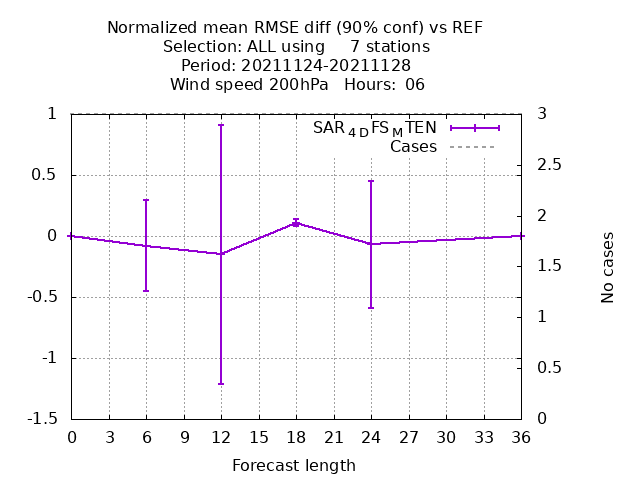 Normalized mean RMSE diff (90% conf) vs REF
Selection: ALL using 7 stations
Period: 20211124-20211128
Wind speed 200hPa Hours: 06
1 3
SAR4DFSMTEN
Cases
0.5 2.5
0 2
-0.5 1.5
-1 1
0.5
-1.5 0
0 3 6 9 12 15 18 21 24 27 30 33 36
Forecast length
No cases